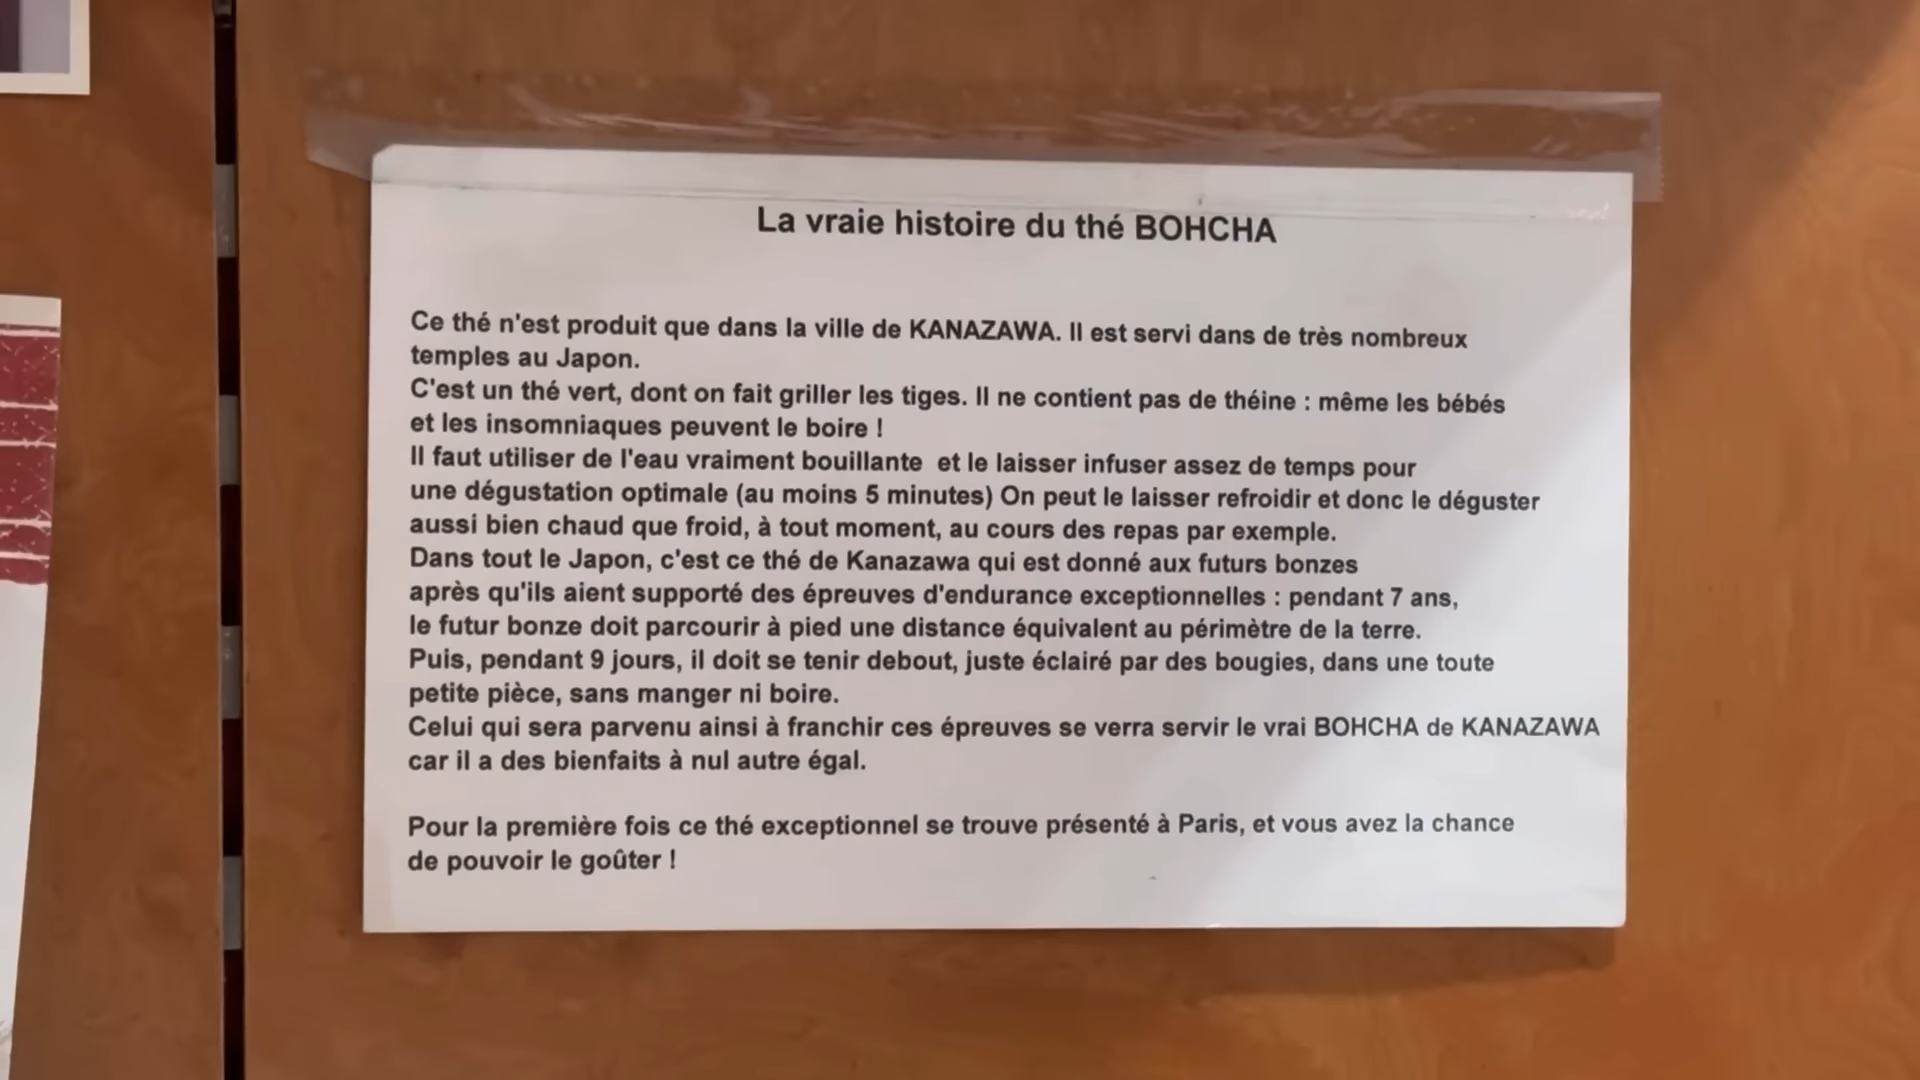 La vraie histoire du thé BOHCHA
Ce thé n'est produit que dans la ville de KANAZAWA. Il est servi dans de très nombreux
temples au Japon.
C'est un thé vert, dont on fait griller les tiges. Il ne contient pas de théine : même les bébés
et les insomniaques peuvent le boire !
Il faut utiliser de l'eau vraiment bouillante  et le laisser infuser assez de temps pour
une dégustation optimale (au moins 5 minutes) On peut le laisser refroidir et donc le déguster
aussi bien chaud que froid, à tout moment, au cours des repas par exemple.
Dans tout le Japon, c'est ce thé de Kanazawa qui est donné aux futurs bonzes
après qu'ils aient supporté des épreuves d'endurance exceptionnelles : pendant 7 ans,
le futur bonze doit parcourir à pied une distance équivalent au périmètre de la terre.
Puis, pendant 9 jours, il doit se tenir debout, juste éclairé par des bougies, dans une toute
petite pièce, sans manger ni boire.
Celui qui sera parvenu ainsi à franchir ces épreuves se verra servir le vrai BOHCHA de KANAZAWA
car il a des bienfaits à nul autre égal.
Pour la première fois ce thé exceptionnel se trouve présenté à Paris, et vous avez la chance
de pouvoir le goûter !